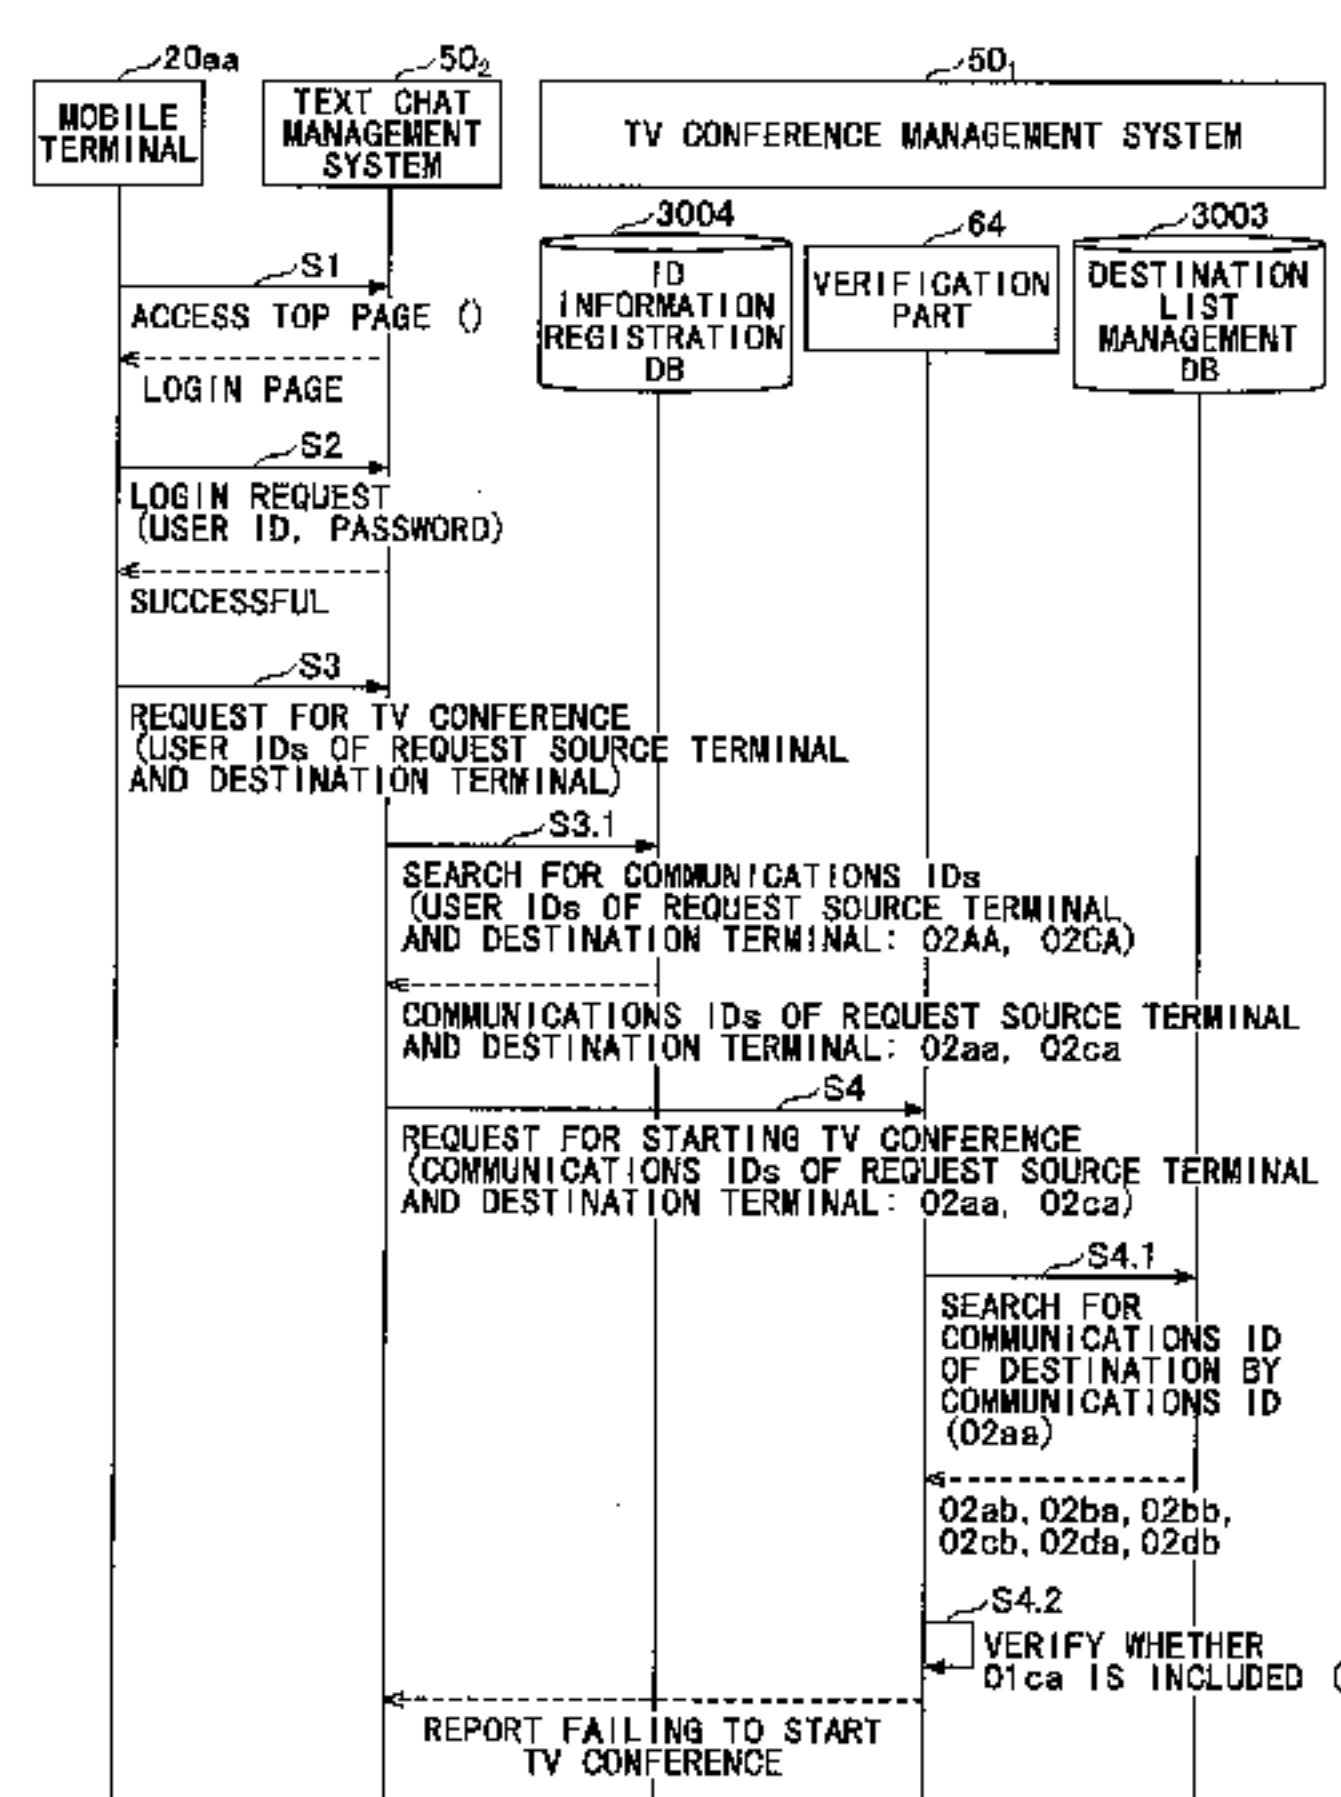 20aa
50₂
50₁
MOBILE
TERMINAL
TEXT CHAT
MANAGEMENT
SYSTEM
TV CONFERENCE MANAGEMENT SYSTEM
3004
64
3003
ID
INFORMATION
REGISTRATION
DB
VERIFICATION
PART
DESTINATION
LIST
MANAGEMENT
DB
S1
ACCESS TOP PAGE ()
LOGIN PAGE
S2
LOGIN REQUEST
(USER ID, PASSWORD)
SUCCESSFUL
S3
REQUEST FOR TV CONFERENCE
(USER IDs OF REQUEST SOURCE TERMINAL
AND DESTINATION TERMINAL)
S3.1
SEARCH FOR COMMUNICATIONS IDs
(USER IDs OF REQUEST SOURCE TERMINAL
AND DESTINATION TERMINAL: 02AA, 02CA)
COMMUNICATIONS IDs OF REQUEST SOURCE TERMINAL
AND DESTINATION TERMINAL: 02aa, 02ca
S4
REQUEST FOR STARTING TV CONFERENCE
(COMMUNICATIONS IDs OF REQUEST SOURCE TERMINAL
AND DESTINATION TERMINAL: 02aa, 02ca)
S4.1
SEARCH FOR
COMMUNICATIONS ID
OF DESTINATION BY
COMMUNICATIONS ID
(02aa)
02ab, 02ba, 02bb,
02cb, 02da, 02db
S4.2
VERIFY WHETHER
01ca IS INCLUDED (
REPORT FAILING TO START
TV CONFERENCE